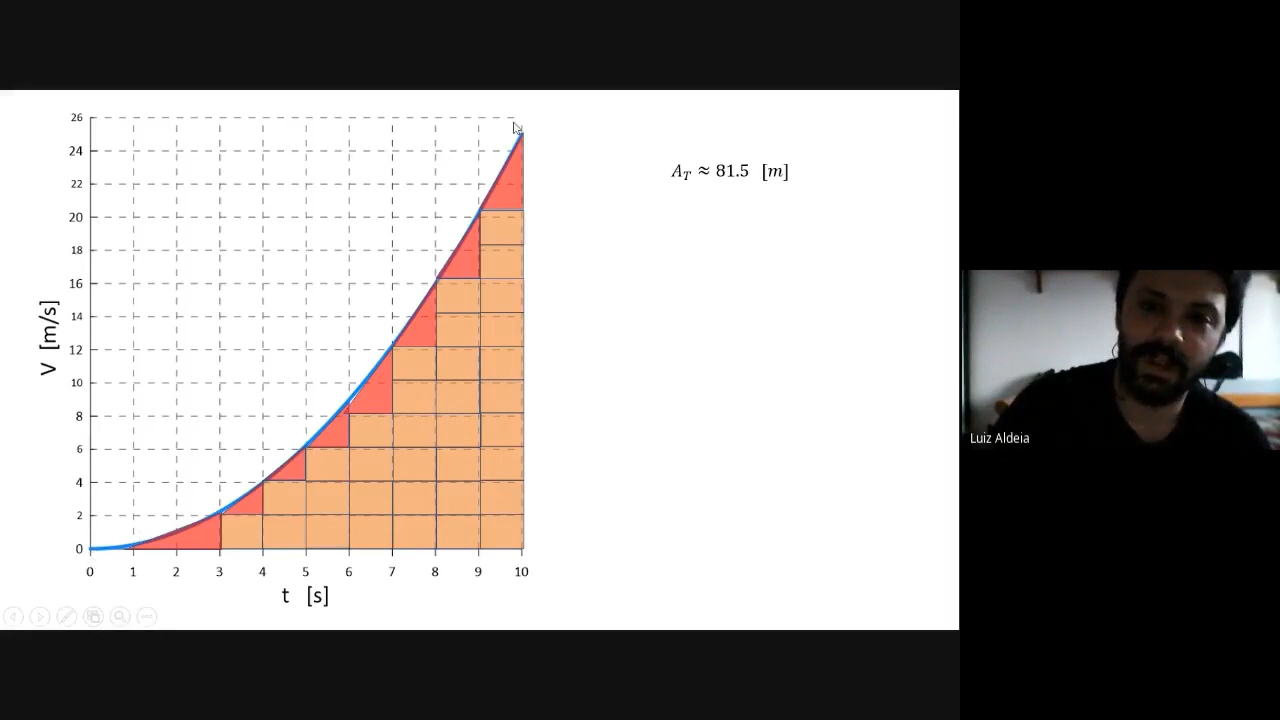 26
24
22
20
18
16
14
12
10
8
6
4
2
0
V [m/s]
0 1 2 3 4 5 6 7 8 9 10
t [s]
A_T ≈ 81.5 [m]
Luiz Aldeia